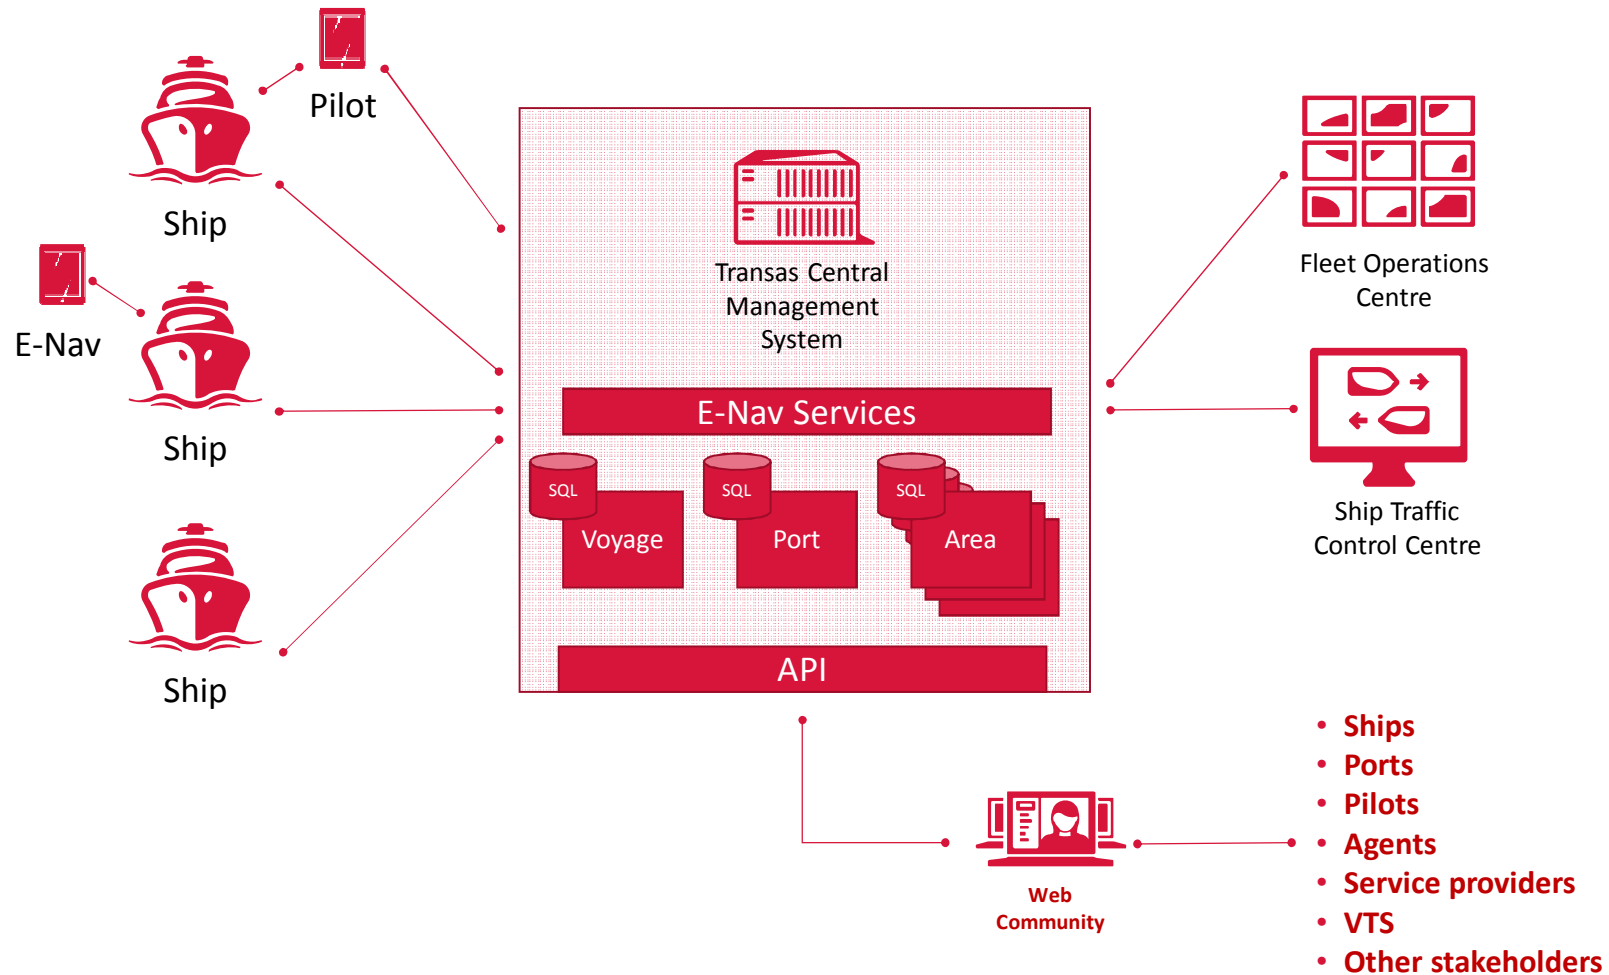 Pilot
Ship
E-Nav
Ship
Ship
Transas Central
Management
System
E-Nav Services
SQL
Voyage
SQL
Port
SQL
Area
API
Fleet Operations
Centre
Ship Traffic
Control Centre
Web
Community
• Ships
• Ports
• Pilots
• Agents
• Service providers
• VTS
• Other stakeholders